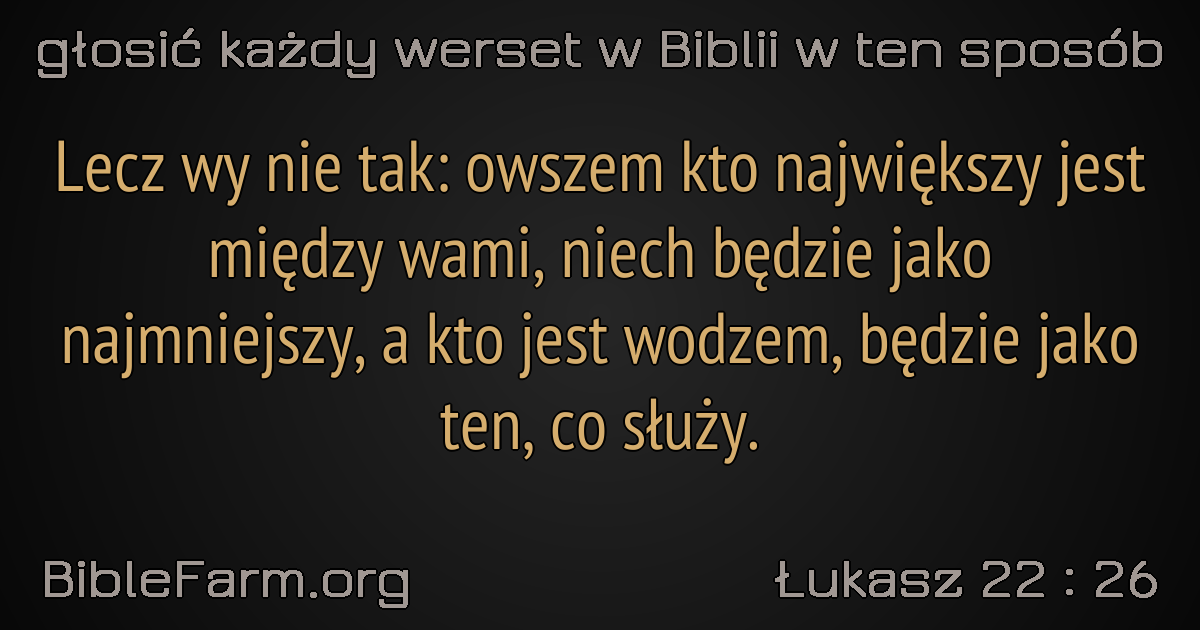 głosić każdy werset w Biblii w ten sposób
Lecz wy nie tak: owszem kto największy jest
między wami, niech będzie jako
najmniejszy, a kto jest wodzem, będzie jako
ten, co służy.
BibleFarm.org
Łukasz 22 : 26